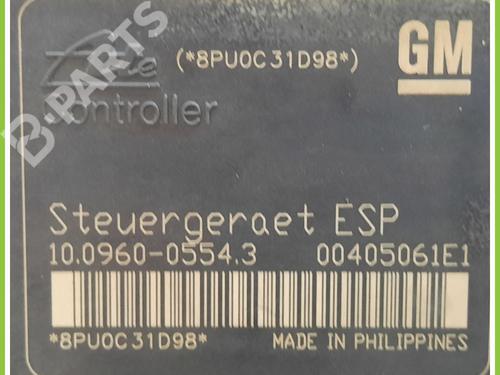 (*8PU0C31D98*)
GM
Controller
Steuergeraet ESP
10.0960-0554.3 00405061E1
*8PU0C31D98* MADE IN PHILIPPINES
B-PARTS